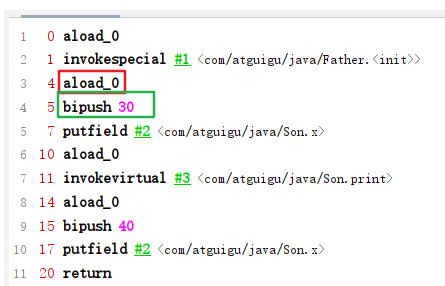 1 0 aload_0
2 1 invokespecial #1 <com/atguigu/java/Father.<init>>
3 4 aload_0
4 5 bipush 30
5 7 putfield #2 <com/atguigu/java/Son.x>
6 10 aload_0
7 11 invokevirtual #3 <com/atguigu/java/Son.print>
8 14 aload_0
9 15 bipush 40
10 17 putfield #2 <com/atguigu/java/Son.x>
11 20 return